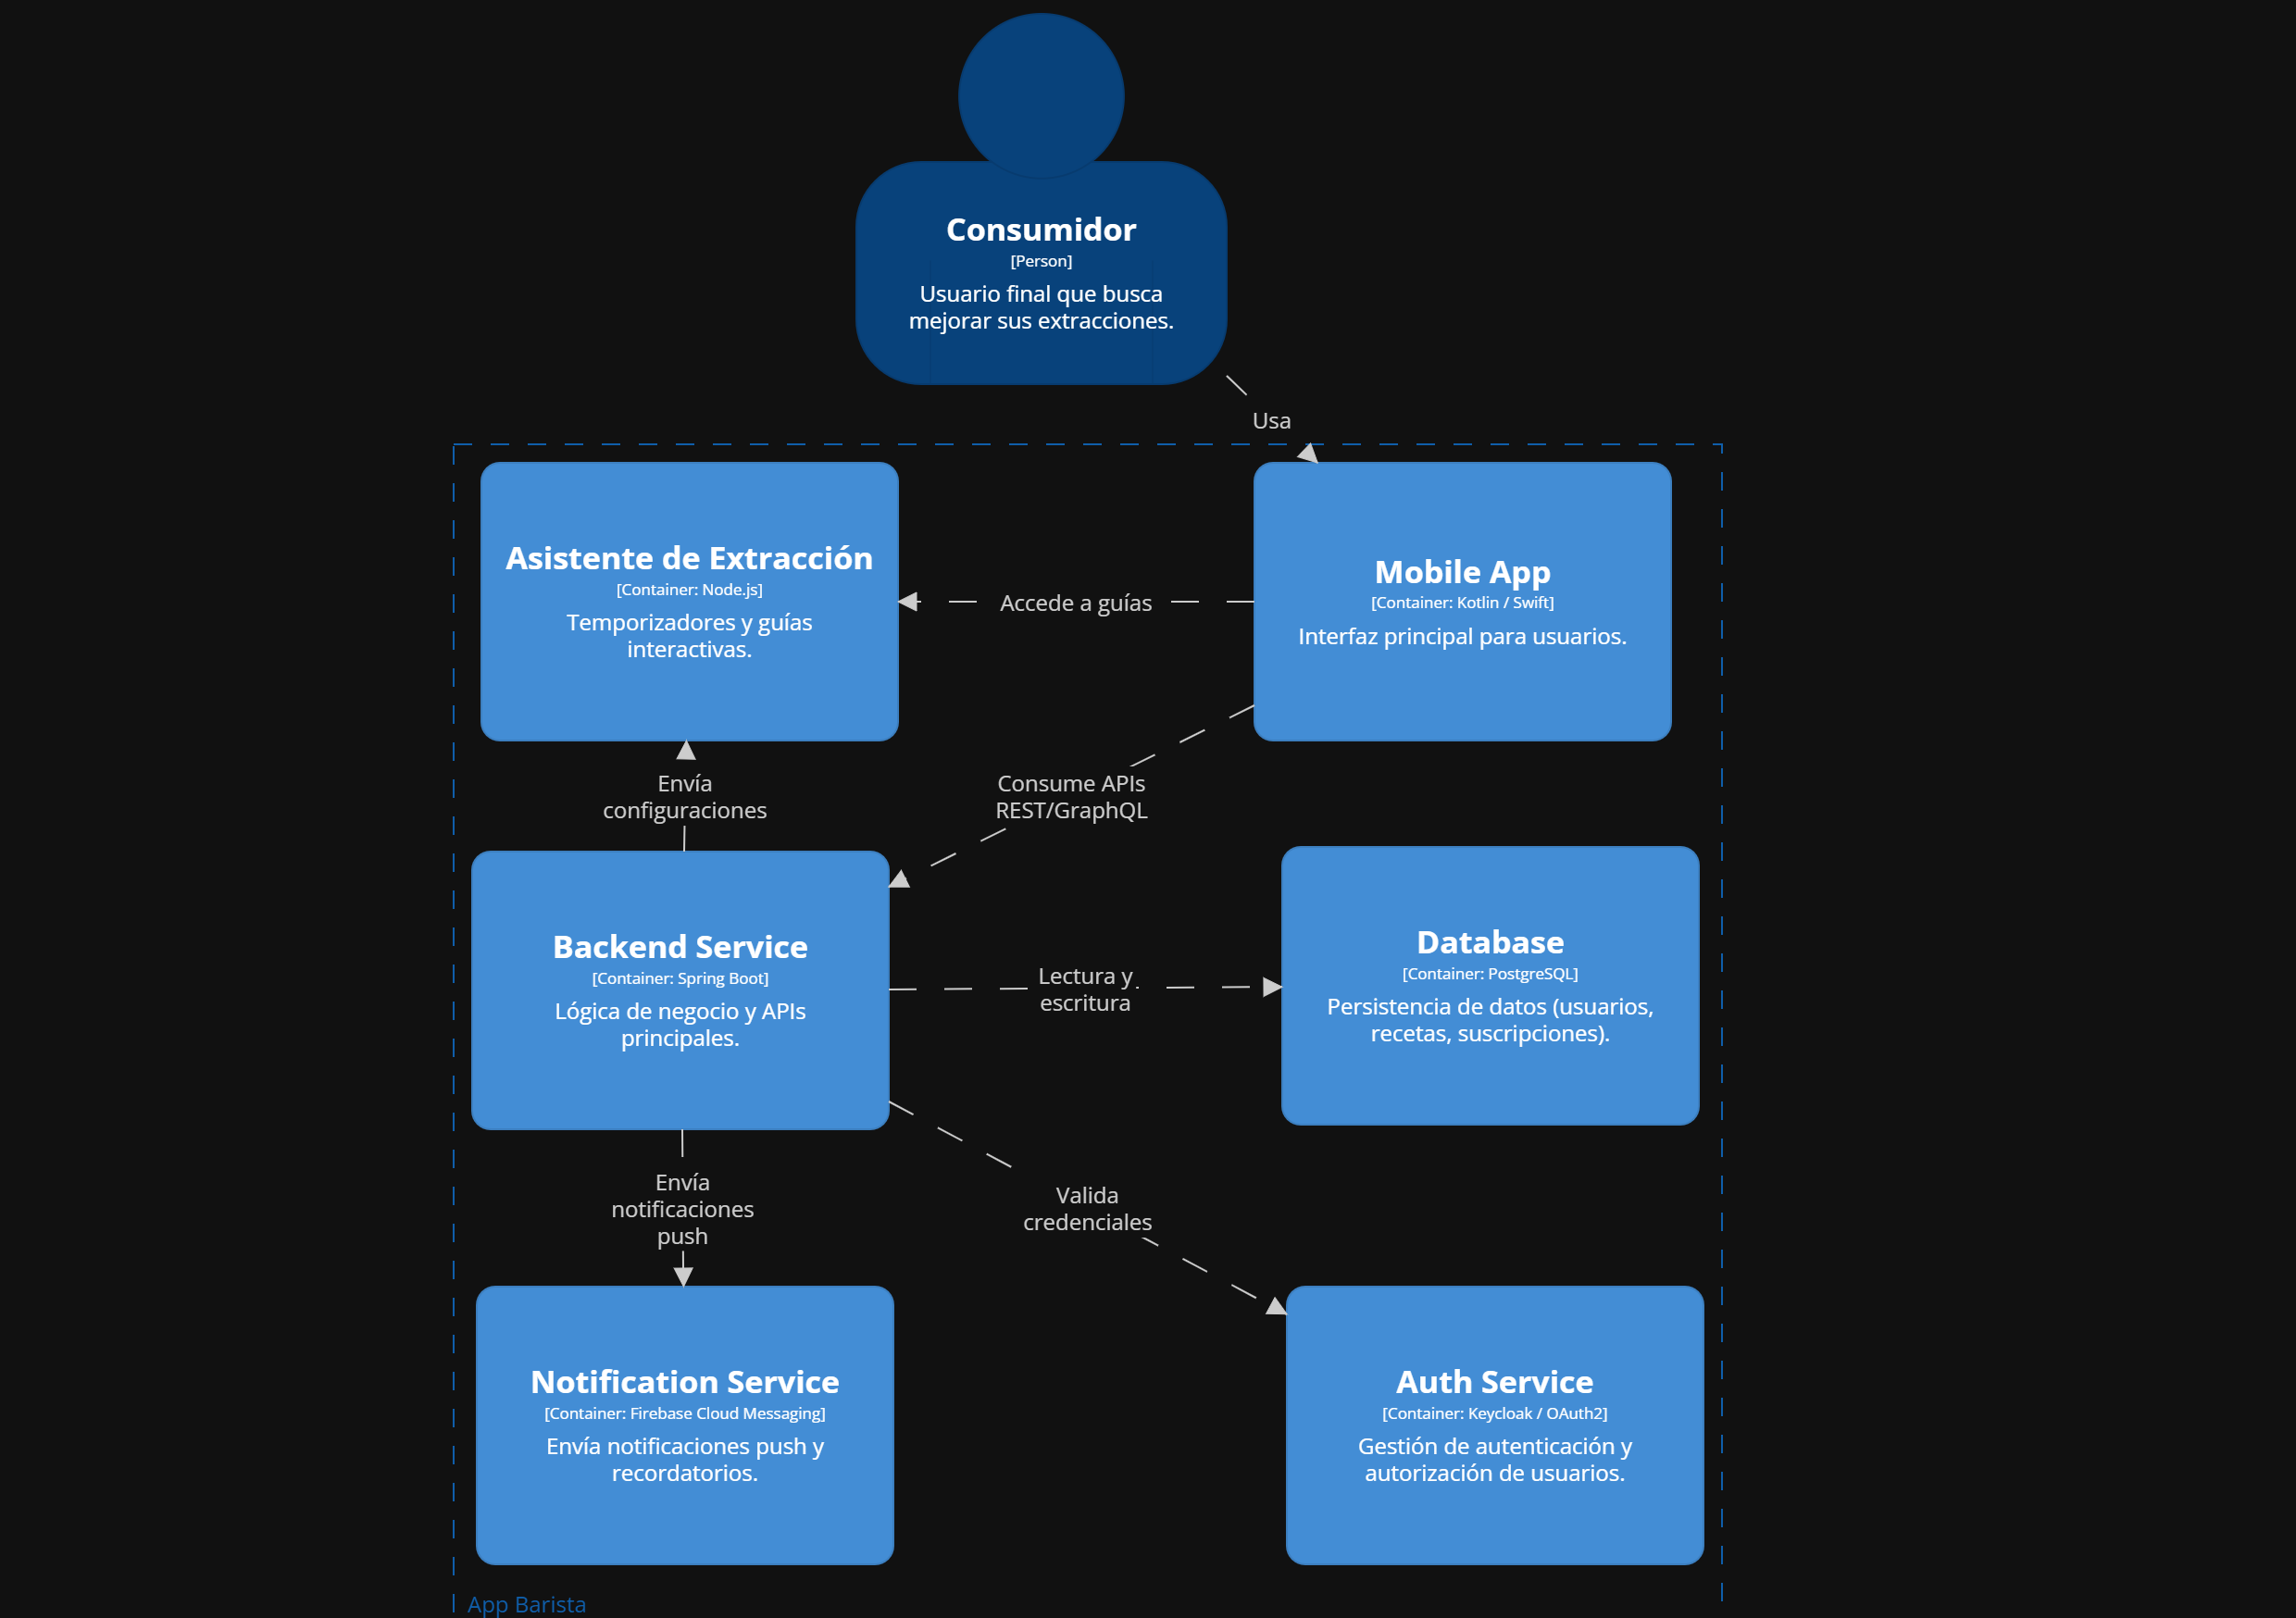 Consumidor
[Person]
Usuario final que busca
mejorar sus extracciones.
Usa
Asistente de Extracción
[Container: Node.js]
Temporizadores y guías
interactivas.
Accede a guías
Mobile App
[Container: Kotlin / Swift]
Interfaz principal para usuarios.
Envía
configuraciones
Consume APIs
REST/GraphQL
Backend Service
[Container: Spring Boot]
Lógica de negocio y APIs
principales.
Lectura y
escritura
Database
[Container: PostgreSQL]
Persistencia de datos (usuarios,
recetas, suscripciones).
Envía
notificaciones
push
Valida
credenciales
Notification Service
[Container: Firebase Cloud Messaging]
Envía notificaciones push y
recordatorios.
Auth Service
[Container: Keycloak / OAuth2]
Gestión de autenticación y
autorización de usuarios.
App Barista